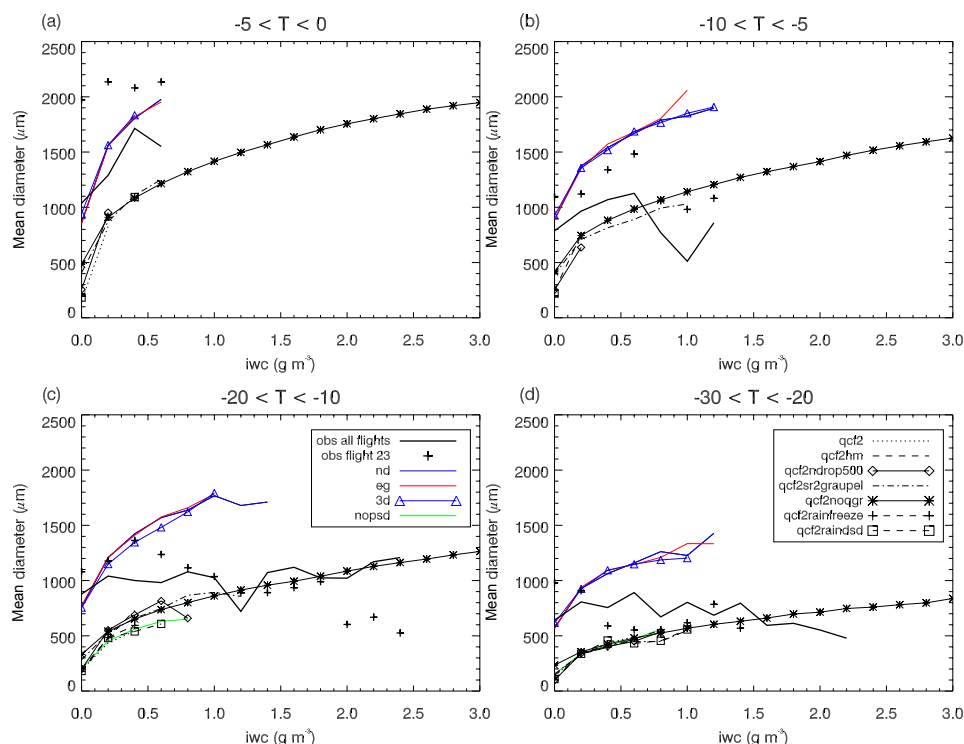 (a)
-5 < T < 0
2500
2000
1500
1000
500
0
Mean diameter (μm)
0.0 0.5 1.0 1.5 2.0 2.5 3.0
iwc (g m⁻³)
(b)
-10 < T < -5
2500
2000
1500
1000
500
0
Mean diameter (μm)
0.0 0.5 1.0 1.5 2.0 2.5 3.0
iwc (g m⁻³)
(c)
-20 < T < -10
2500
2000
1500
1000
500
0
Mean diameter (μm)
obs all flights
obs flight 23
nd
eg
3d
nopsd
0.0 0.5 1.0 1.5 2.0 2.5 3.0
iwc (g m⁻³)
(d)
-30 < T < -20
2500
2000
1500
1000
500
0
Mean diameter (μm)
qcf2
qcf2hm
qcf2ndrop500
qcf2sr2graupel
qcf2noqgr
qcf2rainfreeze
qcf2raindsd
0.0 0.5 1.0 1.5 2.0 2.5 3.0
iwc (g m⁻³)